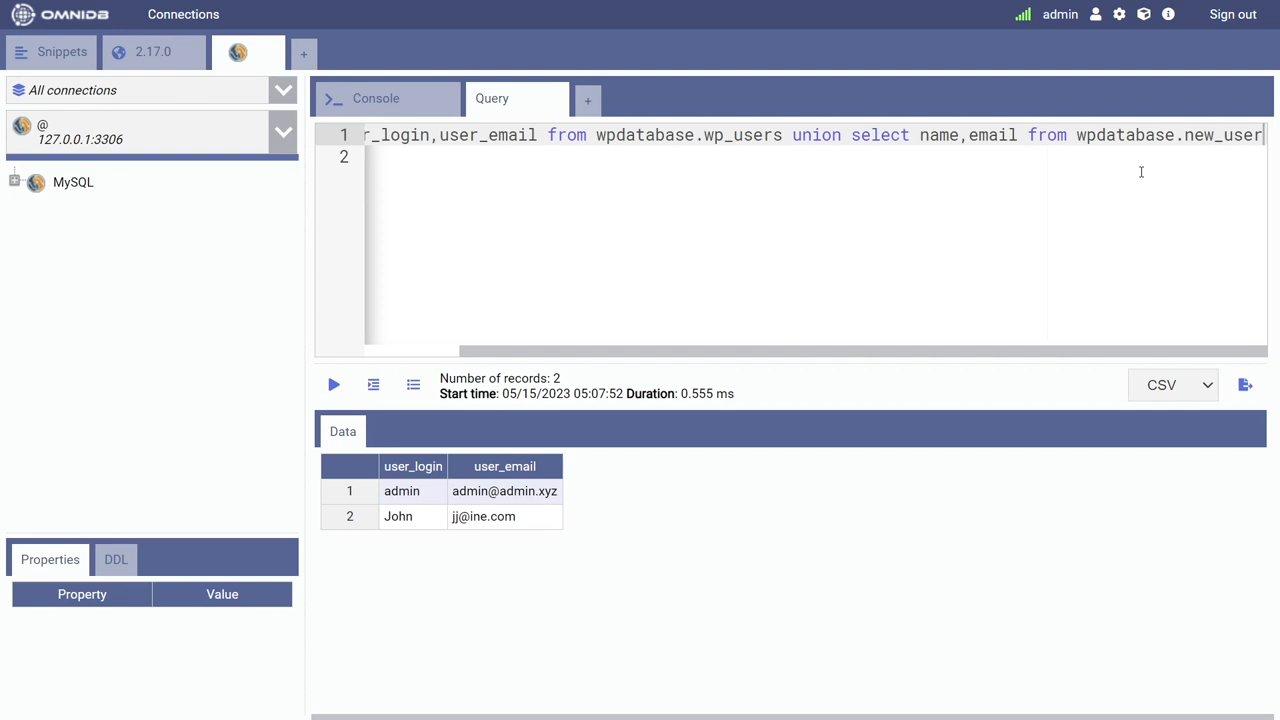 OMNIDB
Connections
admin
Sign out
Snippets
2.17.0
+
All connections
@
127.0.0.1:3306
MySQL
Properties
DDL
Property
Value
>_ Console
Query
+
1
r_login,user_email from wpdatabase.wp_users union select name,email from wpdatabase.new_user
2
Number of records: 2
Start time: 05/15/2023 05:07:52 Duration: 0.555 ms
CSV
Data
user_login user_email
1 admin admin@admin.xyz
2 John jj@ine.com